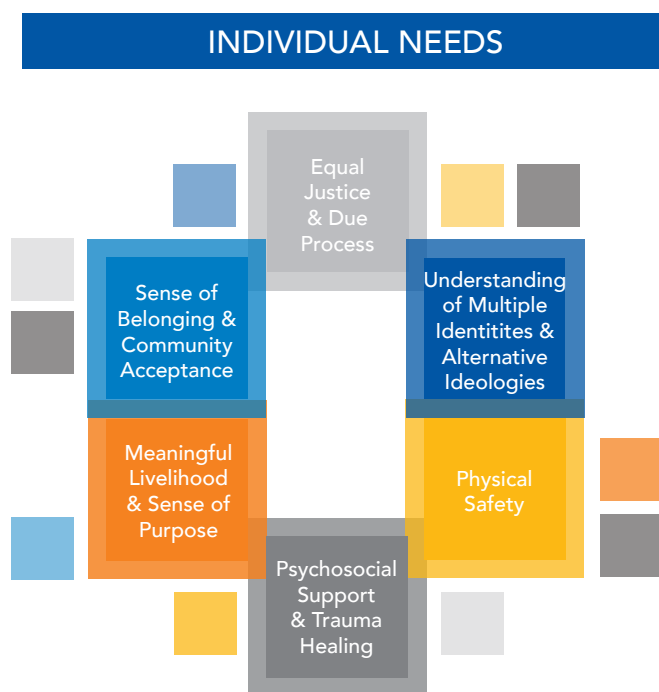 INDIVIDUAL NEEDS
Equal
Justice
& Due
Process
Sense of
Belonging &
Community
Acceptance
Understanding
of Multiple
Identitites &
Alternative
Ideologies
Meaningful
Livelihood
& Sense of
Purpose
Physical
Safety
Psychosocial
Support
& Trauma
Healing